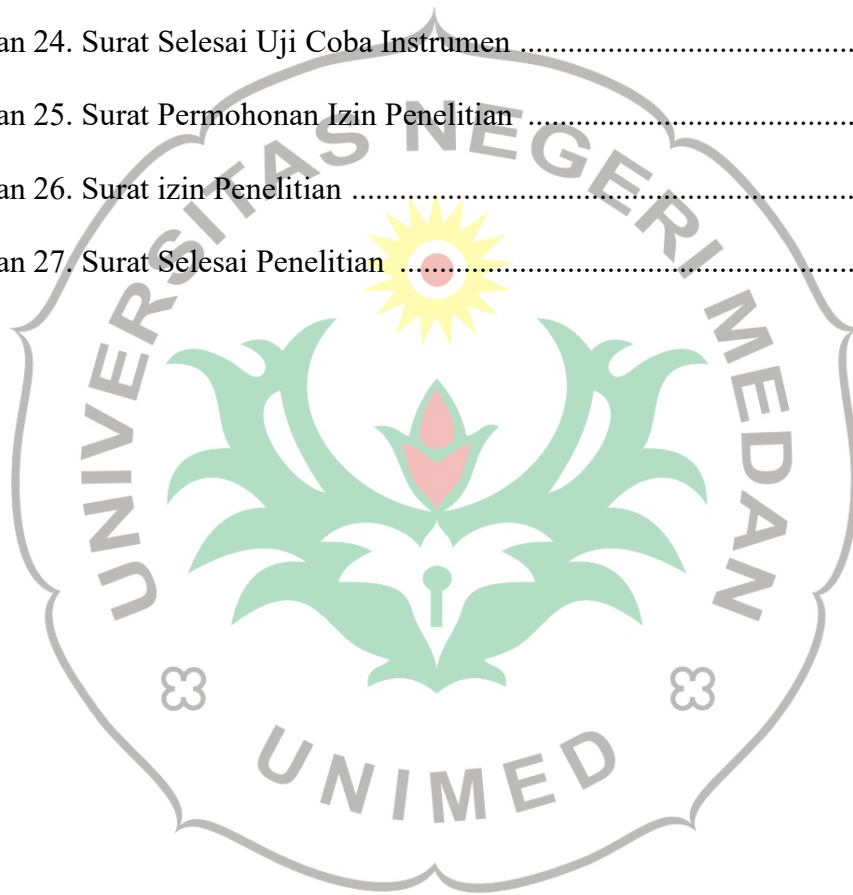 an 24. Surat Selesai Uji Coba Instrumen ..........................................
an 25. Surat Permohonan Izin Penelitian .........................................
an 26. Surat izin Penelitian ...............................................................
an 27. Surat Selesai Penelitian .........................................................
UNIVERSITAS NEGERI MEDAN
UNIMED